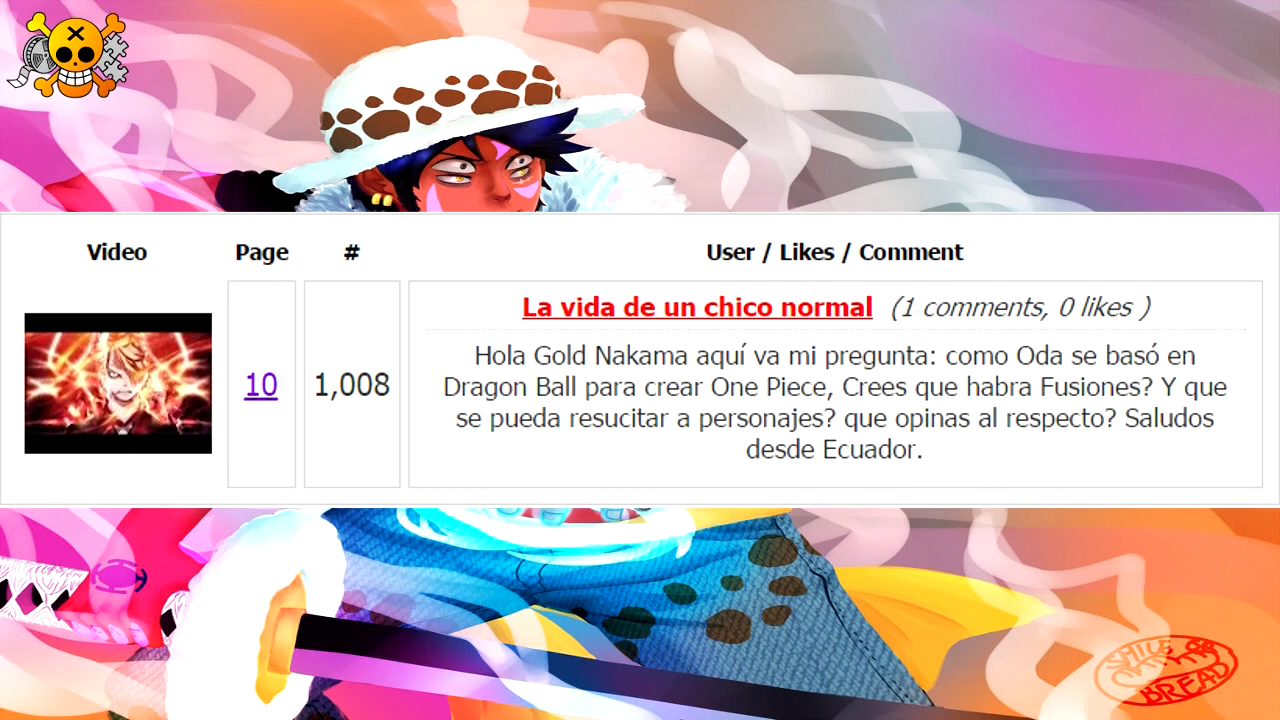 Video Page # User / Likes / Comment
La vida de un chico normal (1 comments, 0 likes )
10 1,008
Hola Gold Nakama aquí va mi pregunta: como Oda se basó en
Dragon Ball para crear One Piece, Crees que habra Fusiones? Y que
se pueda resucitar a personajes? que opinas al respecto? Saludos
desde Ecuador.
SMILE
BREAD